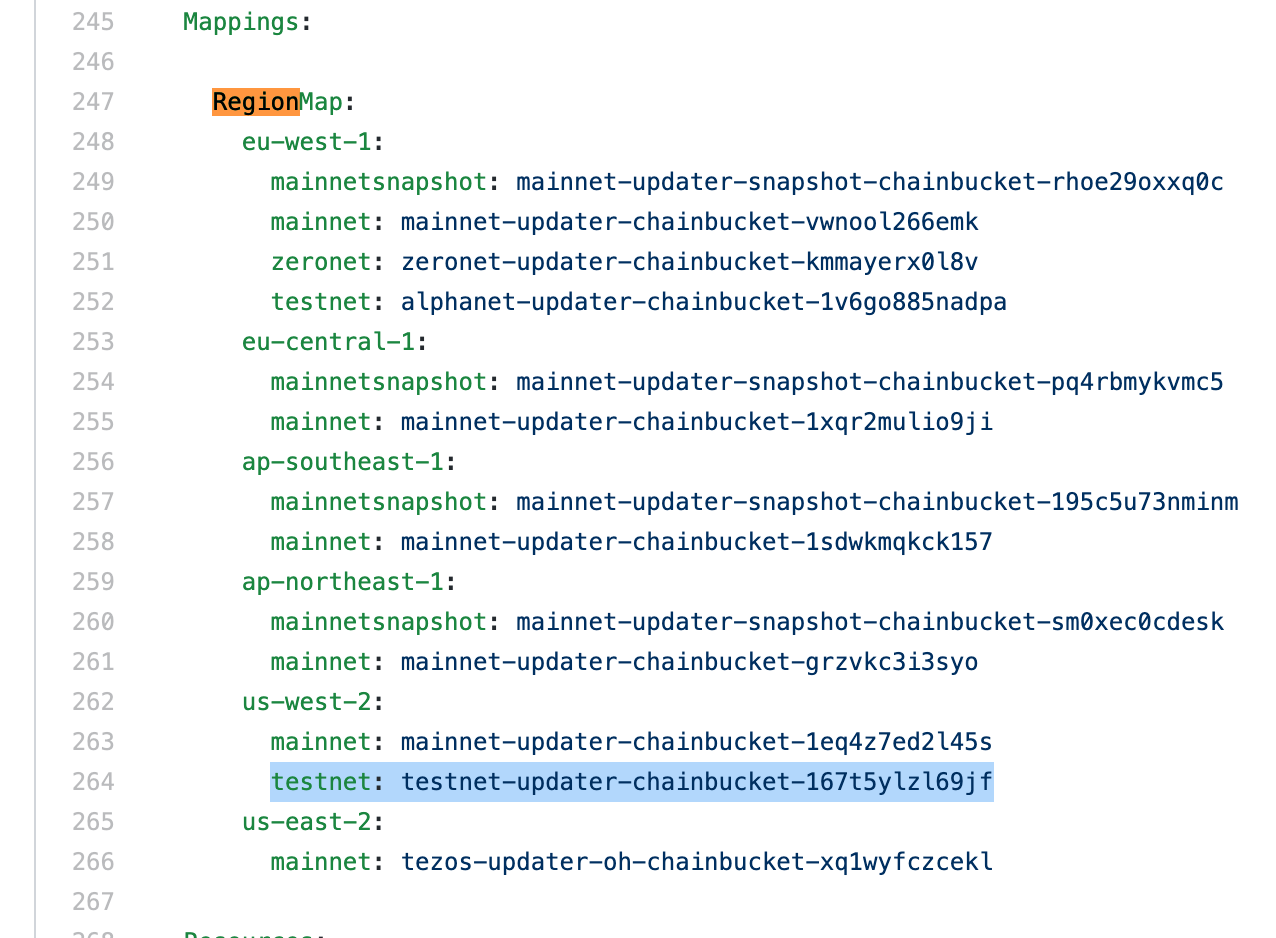 245 Mappings:
246
247 RegionMap:
248 eu-west-1:
249 mainnetsnapshot: mainnet-updater-snapshot-chainbucket-rhoe29oxxq0c
250 mainnet: mainnet-updater-chainbucket-vwnool266emk
251 zeronet: zeronet-updater-chainbucket-kmmayerx0l8v
252 testnet: alphanet-updater-chainbucket-1v6go885nadpa
253 eu-central-1:
254 mainnetsnapshot: mainnet-updater-snapshot-chainbucket-pq4rbmykvmc5
255 mainnet: mainnet-updater-chainbucket-1xqr2mulio9ji
256 ap-southeast-1:
257 mainnetsnapshot: mainnet-updater-snapshot-chainbucket-195c5u73nminm
258 mainnet: mainnet-updater-chainbucket-1sdwkmqkck157
259 ap-northeast-1:
260 mainnetsnapshot: mainnet-updater-snapshot-chainbucket-sm0xec0cdesk
261 mainnet: mainnet-updater-chainbucket-grzvkc3i3syo
262 us-west-2:
263 mainnet: mainnet-updater-chainbucket-1eq4z7ed2l45s
264 testnet: testnet-updater-chainbucket-167t5ylzl69jf
265 us-east-2:
266 mainnet: tezos-updater-oh-chainbucket-xq1wyfczcekl
267
268 Resources: